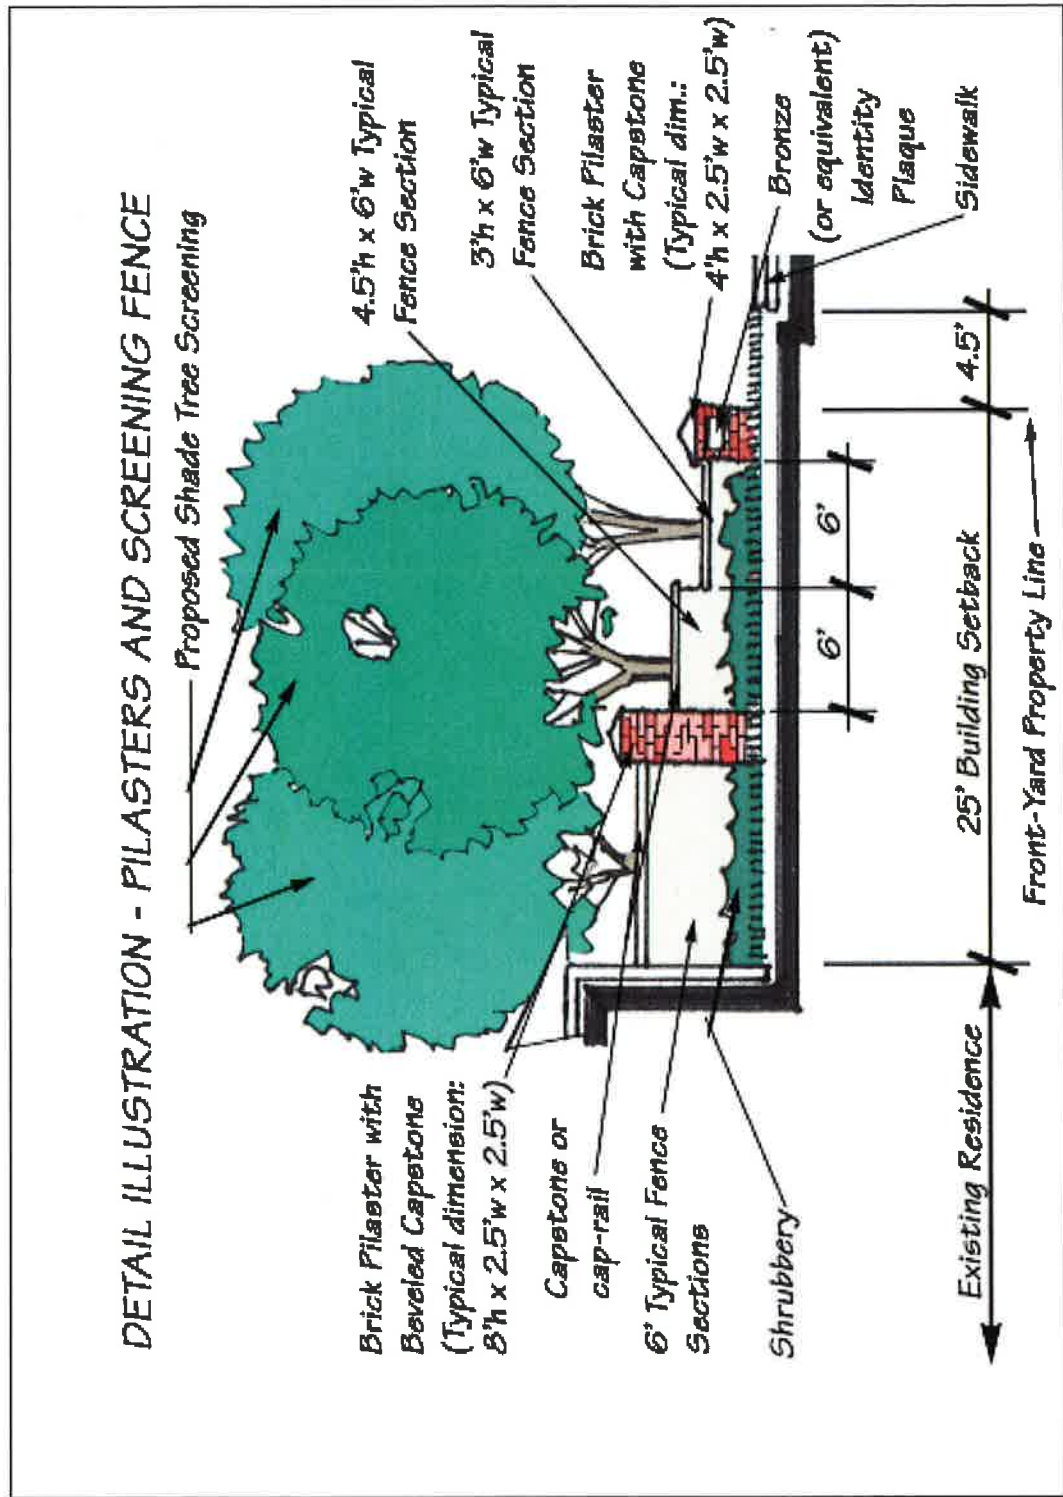 DETAIL ILLUSTRATION - PILASTERS AND SCREENING FENCE
Proposed Shade Tree Screening
4.5'h x 6'w Typical
Fence Section
3'h x 6'w Typical
Fence Section
Brick Pilaster
with Capstone
(Typical dim.:
4'h x 2.5'w x 2.5'w)
Bronze
(or equivalent)
Identity
Plaque
Sidewalk
Brick Pilaster with
Beveled Capstone
(Typical dimension:
8'h x 2.5'w x 2.5'w)
Capstone or
cap-rail
6' Typical Fence
Sections
Shrubbery
6'
6'
Existing Residence
25' Building Setback
4.5'
Front-Yard Property Line